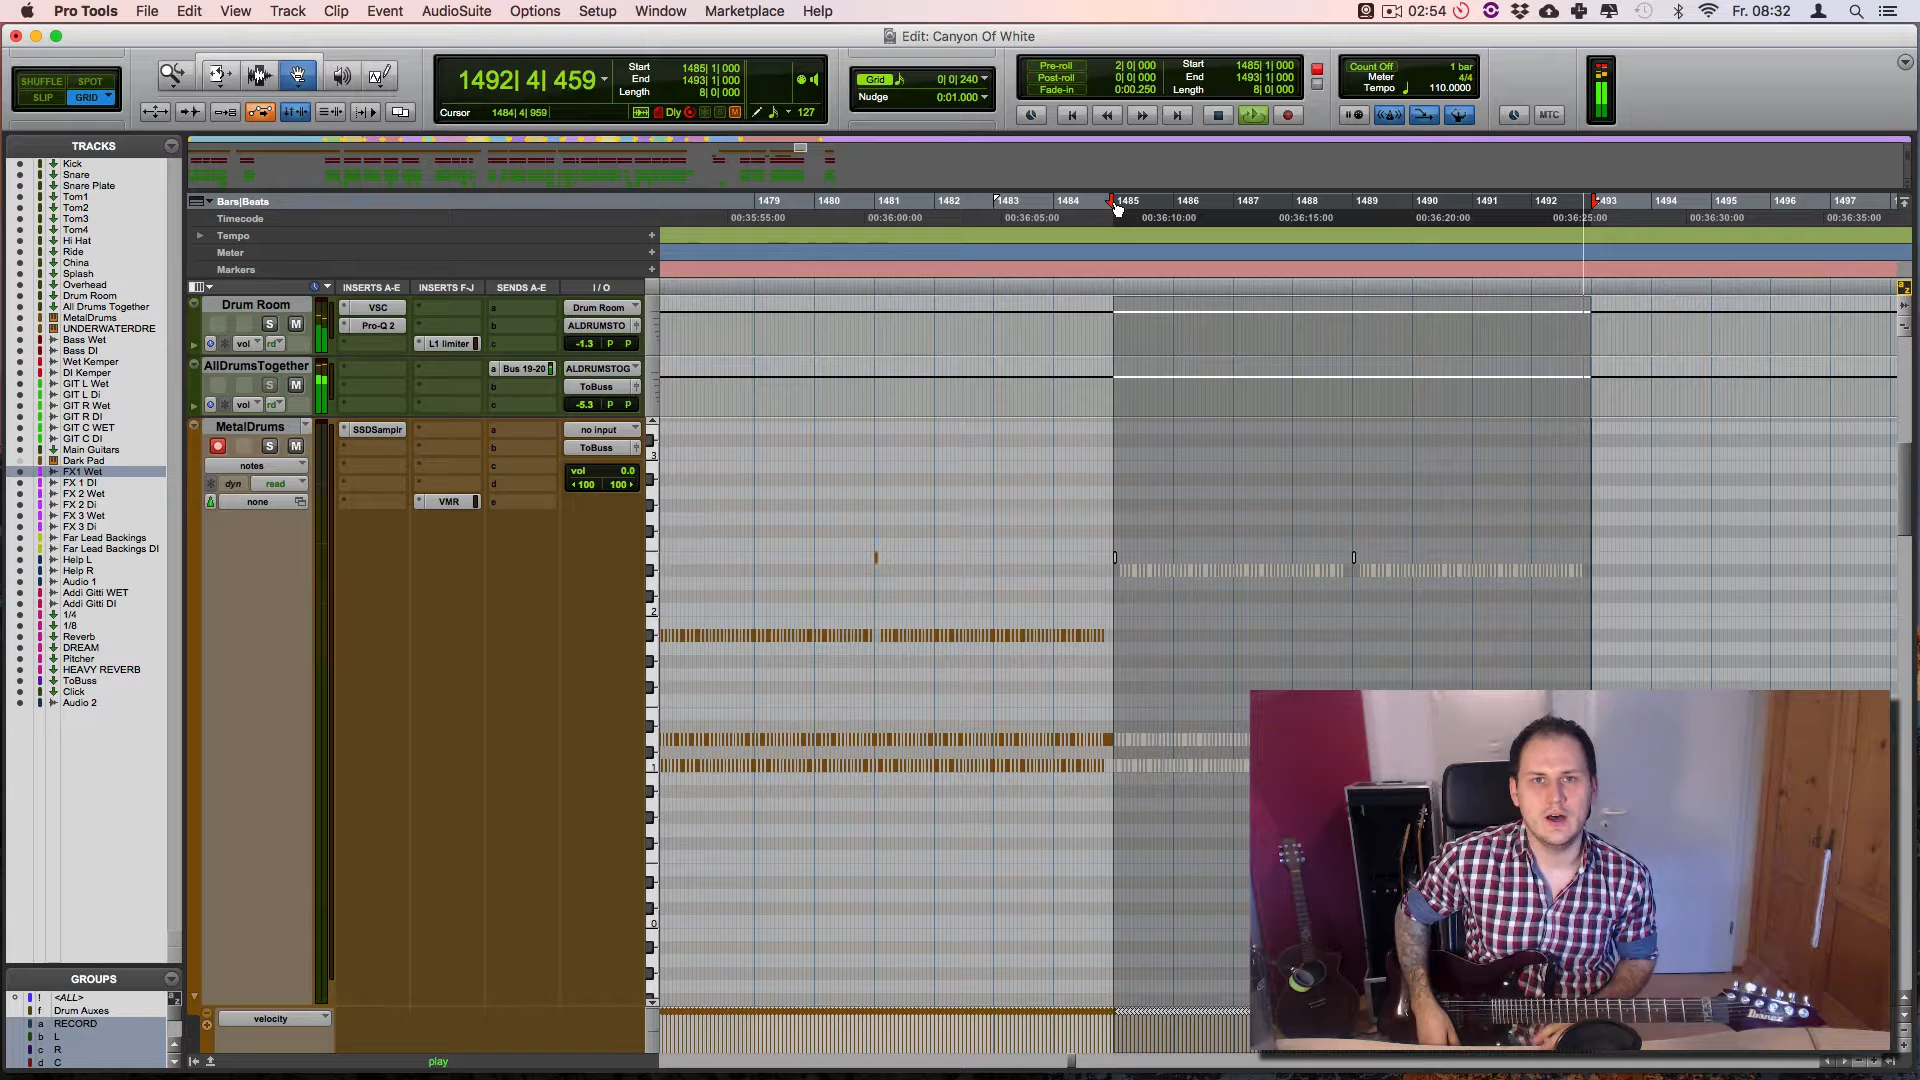 Pro Tools File Edit View Track Clip Event AudioSuite Options Setup Window Marketplace Help 02:54 Fr. 08:32
Edit: Canyon Of White
SHUFFLE SPOT
SLIP GRID
1492| 4| 459
Start 1485| 1| 000
End 1493| 1| 000
Length 8| 0| 000
Cursor 1484| 4| 959 Dly 127
Grid 0| 0| 240
Nudge 0:01.000
Pre-roll 2| 0| 000
Post-roll 0| 0| 000
Fade-in 0:00.250
Start 1485| 1| 000
End 1493| 1| 000
Length 8| 0| 000
Count Off 1 bar
Meter 4/4
Tempo 110.0000
MTC
TRACKS
Kick
Snare
Snare Plate
Tom1
Tom2
Tom3
Tom4
Hi Hat
Ride
China
Splash
Overhead
Drum Room
All Drums Together
MetalDrums
UNDERWATERDRE
Bass Wet
Bass DI
Wet Kemper
DI Kemper
GIT L Wet
GIT L Di
GIT R Wet
GIT R DI
GIT C WET
GIT C DI
Main Guitars
Dark Pad
FX1 Wet
FX 1 DI
FX 2 Wet
FX 2 Di
FX 3 Wet
FX 3 Di
Far Lead Backings
Far Lead Backings DI
Help L
Help R
Audio 1
Addi Gitti WET
Addi Gitti DI
1/4
1/8
Reverb
DREAM
Pitcher
HEAVY REVERB
ToBuss
Click
Audio 2
GROUPS
! <ALL>
f Drum Auxes
a RECORD
b L
c R
d C
Bars|Beats 1479 1480 1481 1482 1483 1484 1485 1486 1487 1488 1489 1490 1491 1492 1493 1494 1495 1496 1497
Timecode 00:35:55:00 00:36:00:00 00:36:05:00 00:36:10:00 00:36:15:00 00:36:20:00 00:36:25:00 00:36:30:00 00:36:35:00
Tempo
Meter
Markers
INSERTS A-E INSERTS F-J SENDS A-E I / O
Drum Room VSC a Drum Room
S M Pro-Q 2 b ALDRUMSTO
vol rd L1 limiter c -1.3 P P
AllDrumsTogether a Bus 19-20 ALDRUMSTOG
S M b ToBuss
vol rd c -5.3 P P
MetalDrums SSDSamplr a no input
S M b ToBuss
notes c vol 0.0
dyn read d 100 100
none VMR e
3
2
1
0
velocity
play
Ibanez